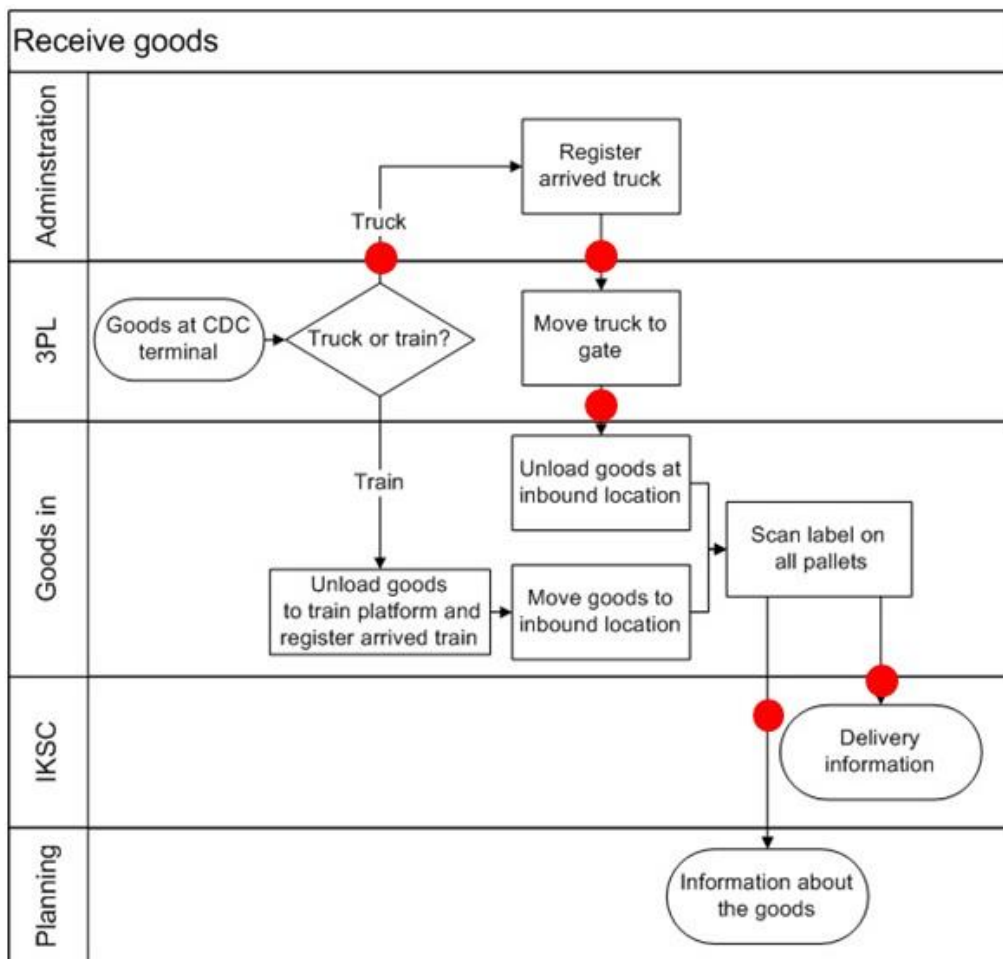 Receive goods
Adminstration
Register
arrived truck
Truck
3PL
Goods at CDC
terminal
Truck or train?
Move truck to
gate
Goods in
Train
Unload goods at
inbound location
Scan label on
all pallets
Unload goods
to train platform and
register arrived train
Move goods to
inbound location
IKSC
Delivery
information
Planning
Information about
the goods